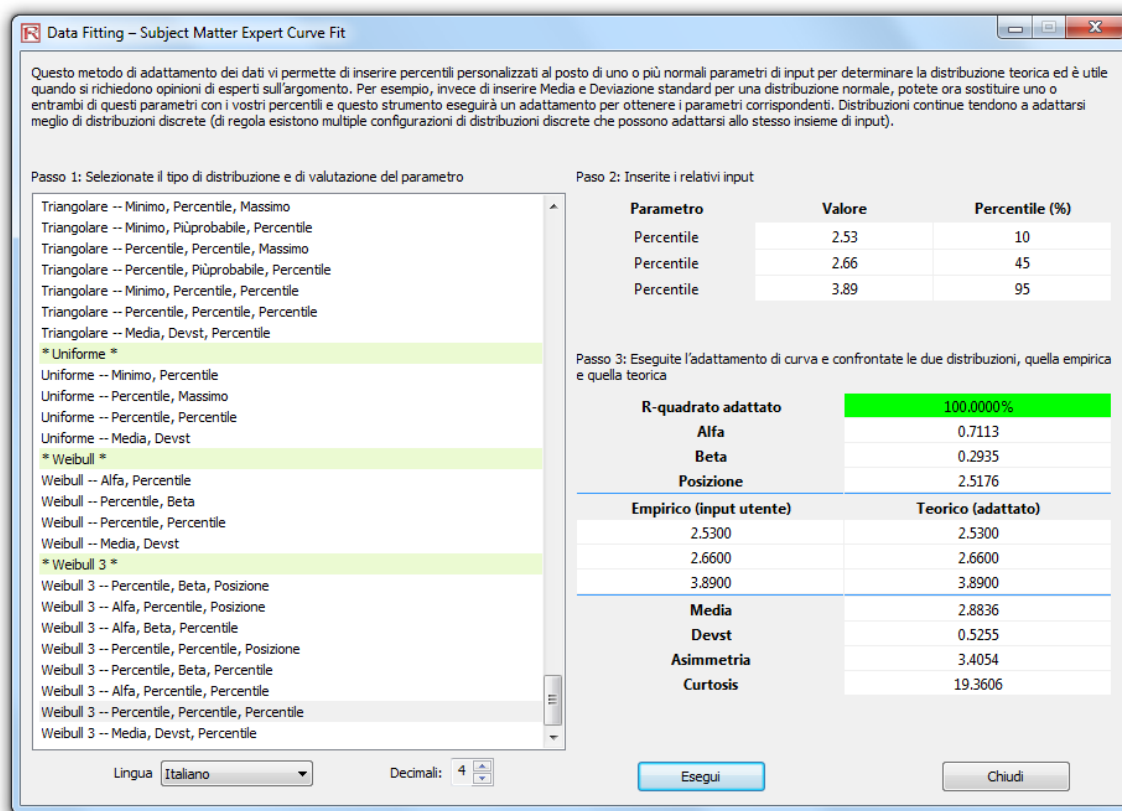 Data Fitting – Subject Matter Expert Curve Fit
Questo metodo di adattamento dei dati vi permette di inserire percentili personalizzati al posto di uno o più normali parametri di input per determinare la distribuzione teorica ed è utile
quando si richiedono opinioni di esperti sull'argomento. Per esempio, invece di inserire Media e Deviazione standard per una distribuzione normale, potete ora sostituire uno o
entrambi di questi parametri con i vostri percentili e questo strumento eseguirà un adattamento per ottenere i parametri corrispondenti. Distribuzioni continue tendono a adattarsi
meglio di distribuzioni discrete (di regola esistono multiple configurazioni di distribuzioni discrete che possono adattarsi allo stesso insieme di input).
Passo 1: Selezionate il tipo di distribuzione e di valutazione del parametro
Triangolare -- Minimo, Percentile, Massimo
Triangolare -- Minimo, Piùprobabile, Percentile
Triangolare -- Percentile, Percentile, Massimo
Triangolare -- Percentile, Piùprobabile, Percentile
Triangolare -- Minimo, Percentile, Percentile
Triangolare -- Percentile, Percentile, Percentile
Triangolare -- Media, Devst, Percentile
* Uniforme *
Uniforme -- Minimo, Percentile
Uniforme -- Percentile, Massimo
Uniforme -- Percentile, Percentile
Uniforme -- Media, Devst
* Weibull *
Weibull -- Alfa, Percentile
Weibull -- Percentile, Beta
Weibull -- Percentile, Percentile
Weibull -- Media, Devst
* Weibull 3 *
Weibull 3 -- Percentile, Beta, Posizione
Weibull 3 -- Alfa, Percentile, Posizione
Weibull 3 -- Alfa, Beta, Percentile
Weibull 3 -- Percentile, Percentile, Posizione
Weibull 3 -- Percentile, Beta, Percentile
Weibull 3 -- Alfa, Percentile, Percentile
Weibull 3 -- Percentile, Percentile, Percentile
Weibull 3 -- Media, Devst, Percentile
Lingua Italiano Decimali: 4
Paso 2: Inserite i relativi input
Parametro Valore Percentile (%)
Percentile 2.53 10
Percentile 2.66 45
Percentile 3.89 95
Passo 3: Eseguite l'adattamento di curva e confrontate le due distribuzioni, quella empirica
e quella teorica
R-quadrato adattato 100.0000%
Alfa 0.7113
Beta 0.2935
Posizione 2.5176
Empirico (input utente) Teorico (adattato)
2.5300 2.5300
2.6600 2.6600
3.8900 3.8900
Media 2.8836
Devst 0.5255
Asimmetria 3.4054
Curtosis 19.3606
Esegui Chiudi